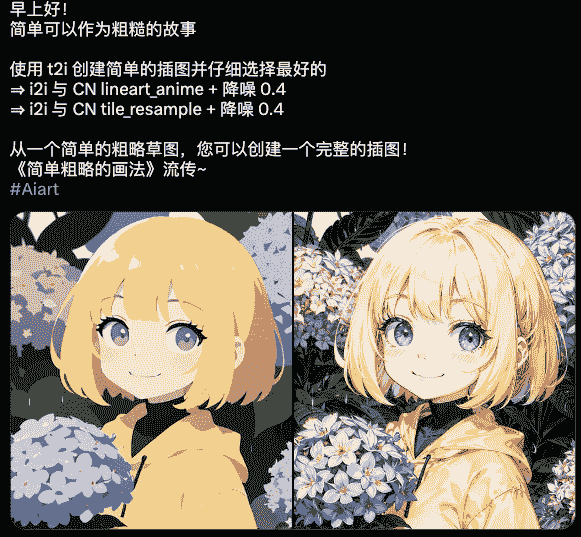 早上好！
简单可以作为粗糙的故事
使用 t2i 创建简单的插图并仔细选择最好的
⇒ i2i 与 CN lineart_anime + 降噪 0.4
⇒ i2i 与 CN tile_resample + 降噪 0.4
从一个简单的粗略草图，您可以创建一个完整的插图！
《简单粗略的画法》流传~
#Aiart